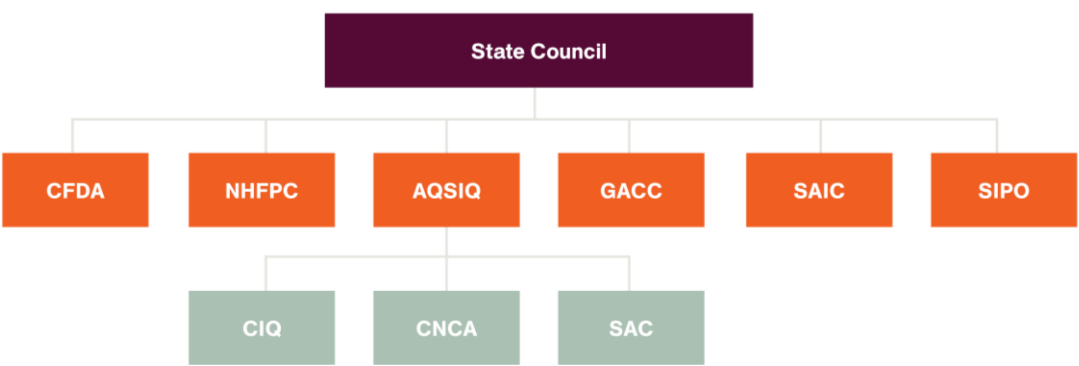 State Council
CFDA
NHFPC
AQSIQ
GACC
SAIC
SIPO
CIQ
CNCA
SAC